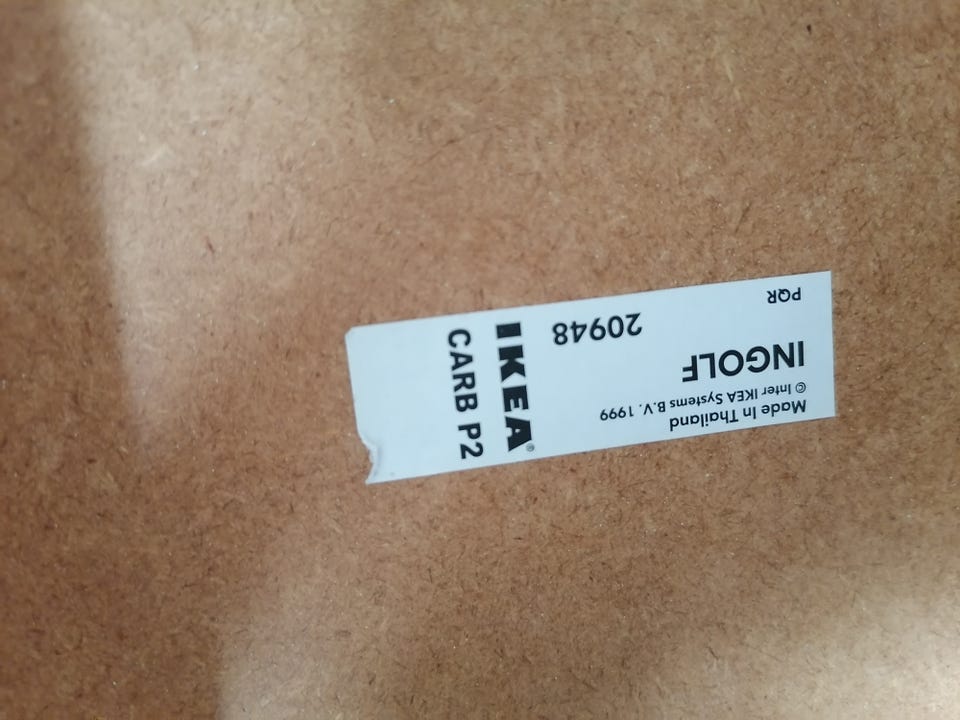 Made In Thailand
© Inter IKEA Systems B.V. 1999
INGOLF
20948
PQR
IKEA®
CARB P2